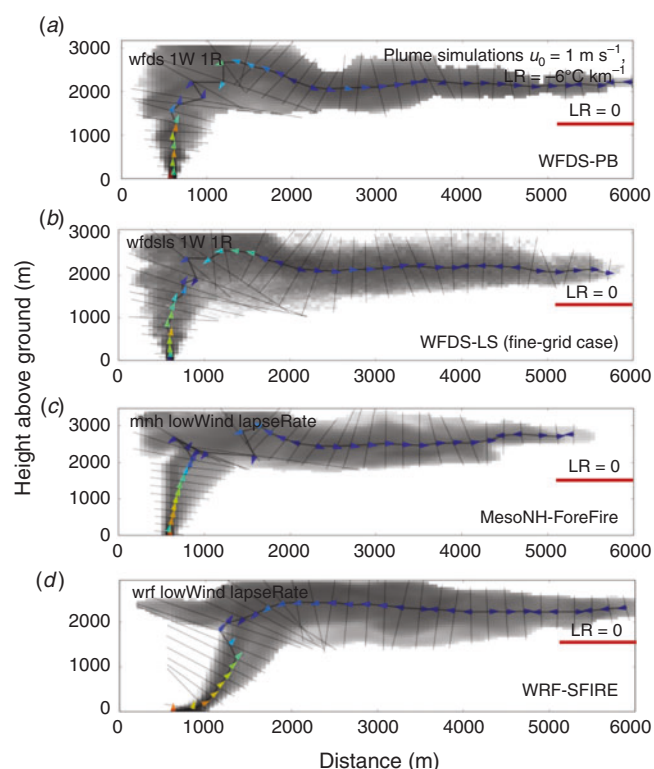 (a)
3000
wfds 1W 1R
Plume simulations u0 = 1 m s−1,
LR = −6°C km−1
2000
LR = 0
1000
WFDS-PB
0
0 1000 2000 3000 4000 5000 6000
(b)
3000
wfdsls 1W 1R
2000
LR = 0
1000
WFDS-LS (fine-grid case)
0
0 1000 2000 3000 4000 5000 6000
(c)
mnh lowWind lapseRate
3000
2000
LR = 0
1000
MesoNH-ForeFire
0
0 1000 2000 3000 4000 5000 6000
(d)
wrf lowWind lapseRate
2000
LR = 0
1000
WRF-SFIRE
0
0 1000 2000 3000 4000 5000 6000
Height above ground (m)
Distance (m)